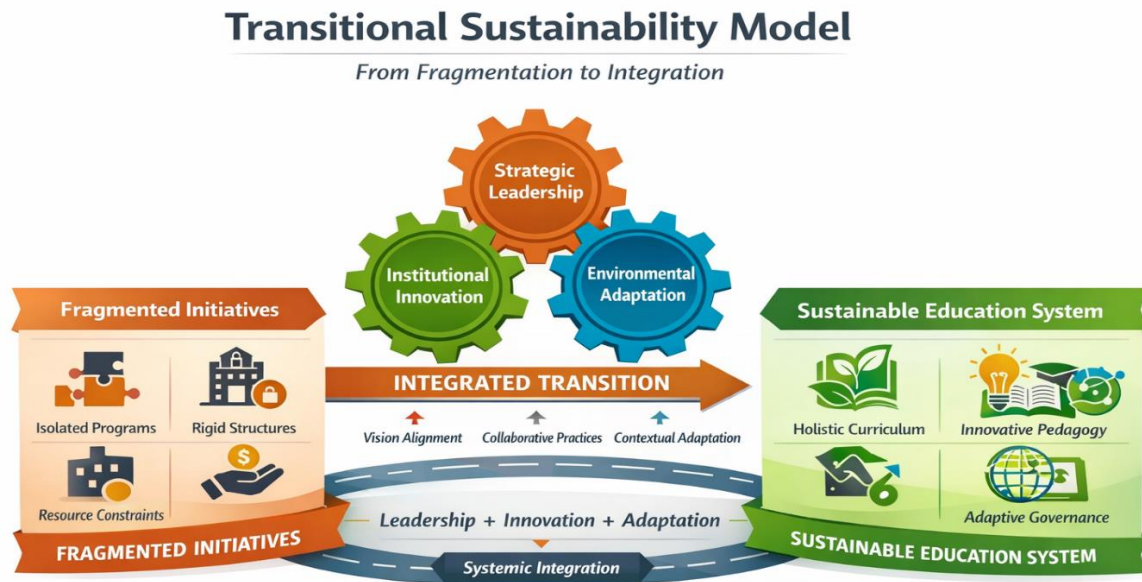 Transitional Sustainability Model
From Fragmentation to Integration
Strategic
Leadership
Institutional
Innovation
Environmental
Adaptation
Fragmented Initiatives
Isolated Programs
Rigid Structures
$
Resource Constraints
FRAGMENTED INITIATIVES
INTEGRATED TRANSITION
Vision Alignment
Collaborative Practices
Contextual Adaptation
Leadership + Innovation + Adaptation
Systemic Integration
Sustainable Education System
Holistic Curriculum
Innovative Pedagogy
Adaptive Governance
SUSTAINABLE EDUCATION SYSTEM